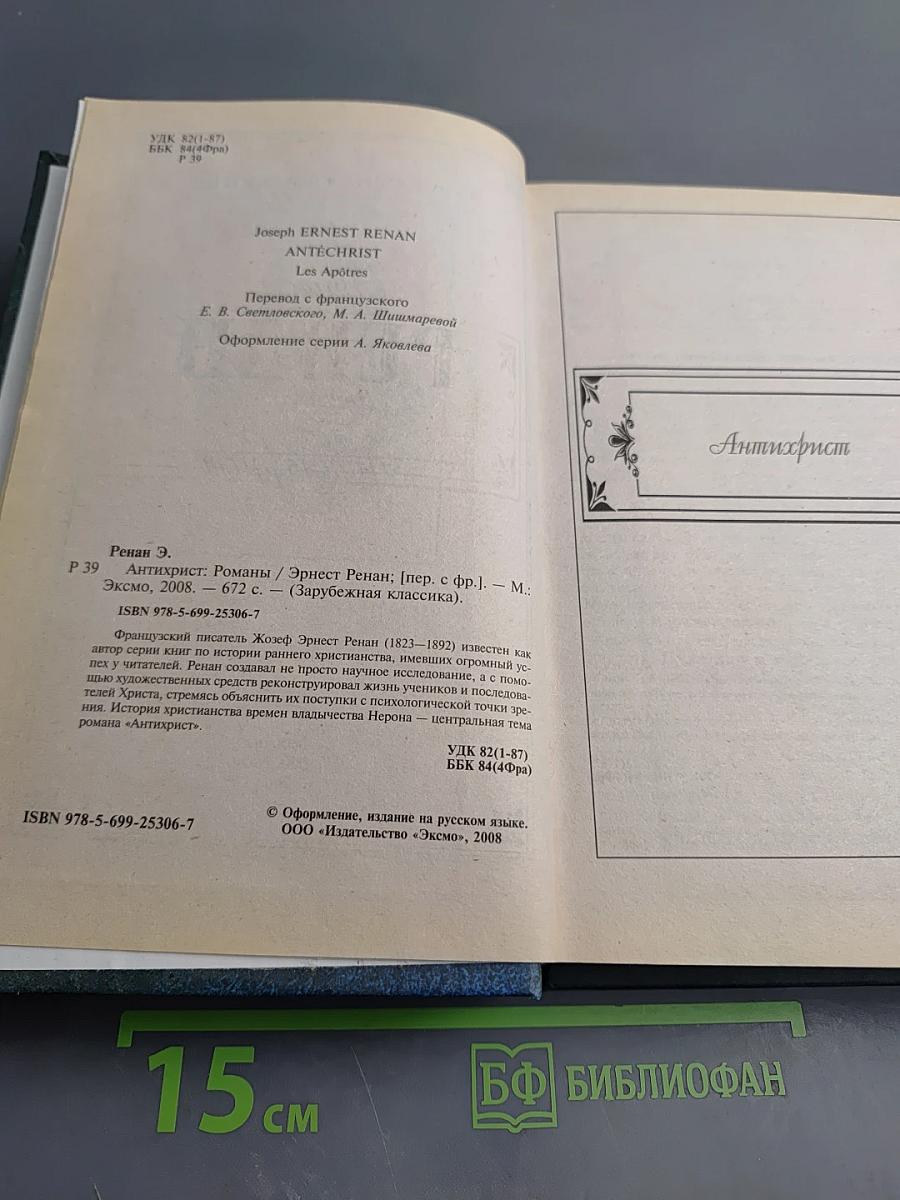 УДК 82(1-87)
ББК 84(4Фра)
Р 39
Joseph ERNEST RENAN
ANTÉCHRIST
Les Apôtres
Перевод с французского
Е. В. Светловского, М. А. Шишмаревой
Оформление серии А. Яковлева
Ренан Э.
Р 39 Антихрист: Романы / Эрнест Ренан; [пер. с фр.]. — М.:
Эксмо, 2008. — 672 с. — (Зарубежная классика).
ISBN 978-5-699-25306-7
Французский писатель Жозеф Эрнест Ренан (1823—1892) известен как
автор серии книг по истории раннего христианства, имевших огромный ус-
пех у читателей. Ренан создавал не просто научное исследование, а с помо-
щью художественных средств реконструировал жизнь учеников и последова-
телей Христа, стремясь объяснить их поступки с психологической точки зре-
ния. История христианства времен владычества Нерона — центральная тема
романа «Антихрист».
УДК 82(1-87)
ББК 84(4Фра)
ISBN 978-5-699-25306-7
© Оформление, издание на русском языке.
ООО «Издательство «Эксмо», 2008
Антихрист
15 см
БФ БИБЛИОФАН